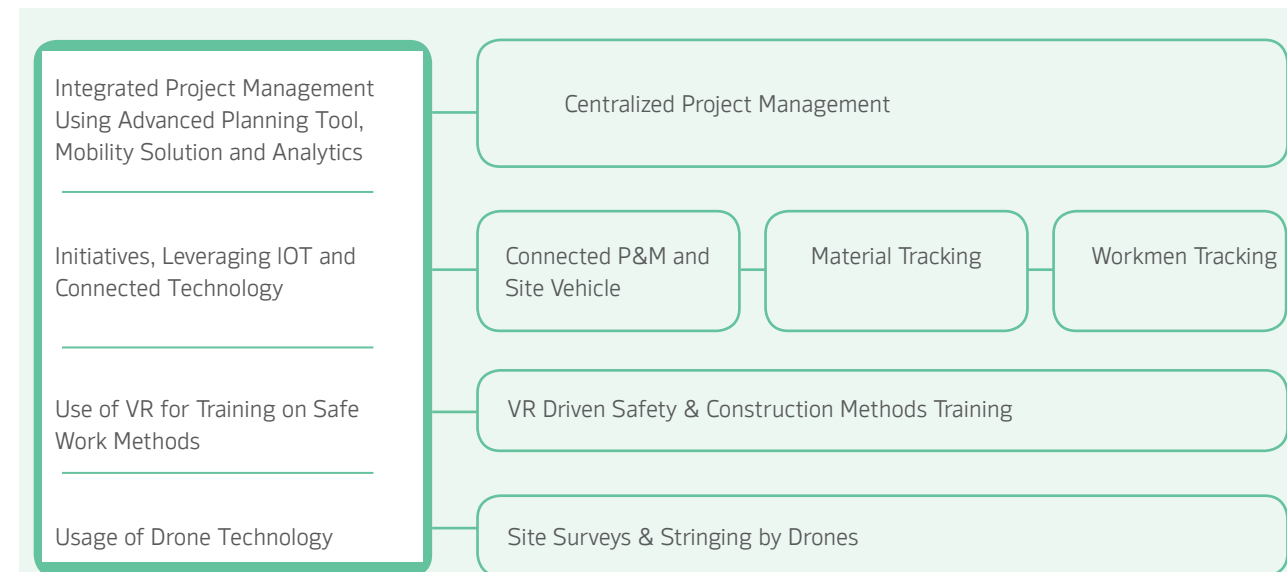 Integrated Project Management
Using Advanced Planning Tool,
Mobility Solution and Analytics
Centralized Project Management
Initiatives, Leveraging IOT and
Connected Technology
Connected P&M and
Site Vehicle
Material Tracking
Workmen Tracking
Use of VR for Training on Safe
Work Methods
VR Driven Safety & Construction Methods Training
Usage of Drone Technology
Site Surveys & Stringing by Drones